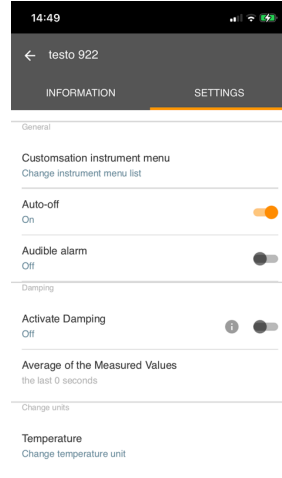 14:49
testo 922
INFORMATION SETTINGS
General
Customsation instrument menu
Change instrument menu list
Auto-off
On
Audible alarm
Off
Damping
Activate Damping
Off
Average of the Measured Values
the last 0 seconds
Change units
Temperature
Change temperature unit